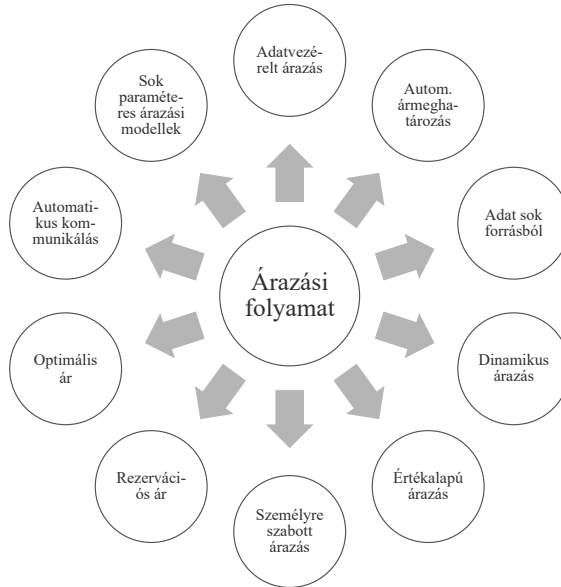 Adatvezé-
relt árazás
Autom.
ármegha-
tározás
Adat sok
forrásból
Dinamikus
árazás
Értékalapú
árazás
Személyre
szabott
árazás
Rezerváci-
ós ár
Optimális
ár
Automati-
kus kom-
munikálás
Sok
paraméte-
res árazási
modellek
Árazási
folyamat